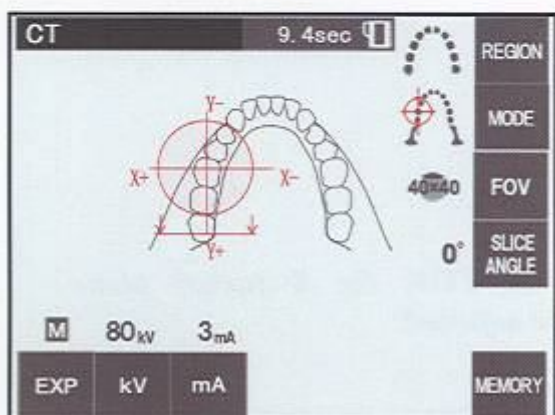 CT
9.4sec
REGION
MODE
Y-
X+ X-
Y+
40×40
FOV
0°
SLICE
ANGLE
M 80kV 3mA
EXP kV mA
MEMORY